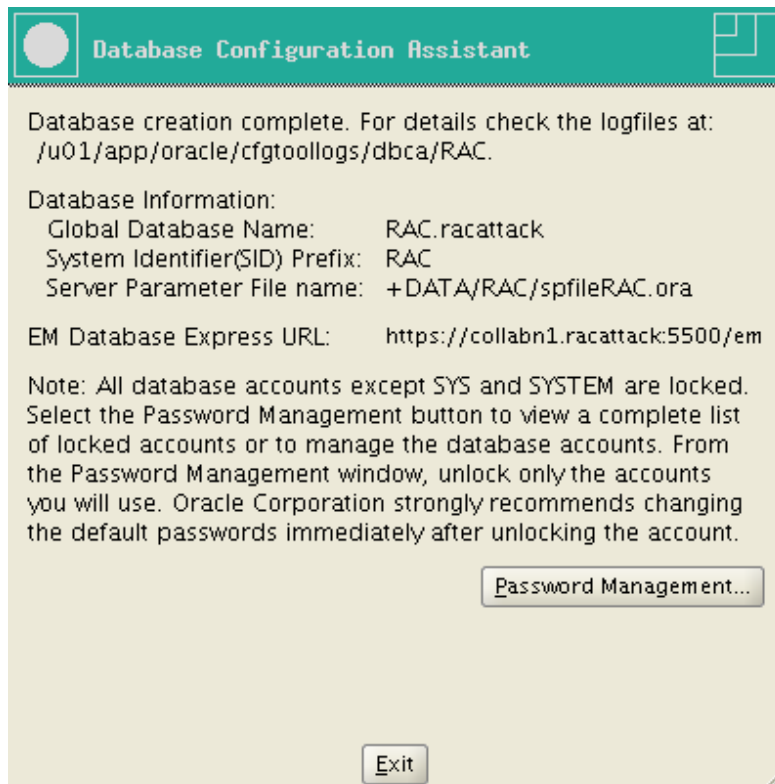 Database Configuration Assistant
Database creation complete. For details check the logfiles at:
/u01/app/oracle/cfgtoollogs/dbca/RAC.
Database Information:
Global Database Name: RAC.racattack
System Identifier(SID) Prefix: RAC
Server Parameter File name: +DATA/RAC/spfileRAC.ora
EM Database Express URL: https://collabn1.racattack:5500/em
Note: All database accounts except SYS and SYSTEM are locked.
Select the Password Management button to view a complete list
of locked accounts or to manage the database accounts. From
the Password Management window, unlock only the accounts
you will use. Oracle Corporation strongly recommends changing
the default passwords immediately after unlocking the account.
Password Management...
Exit